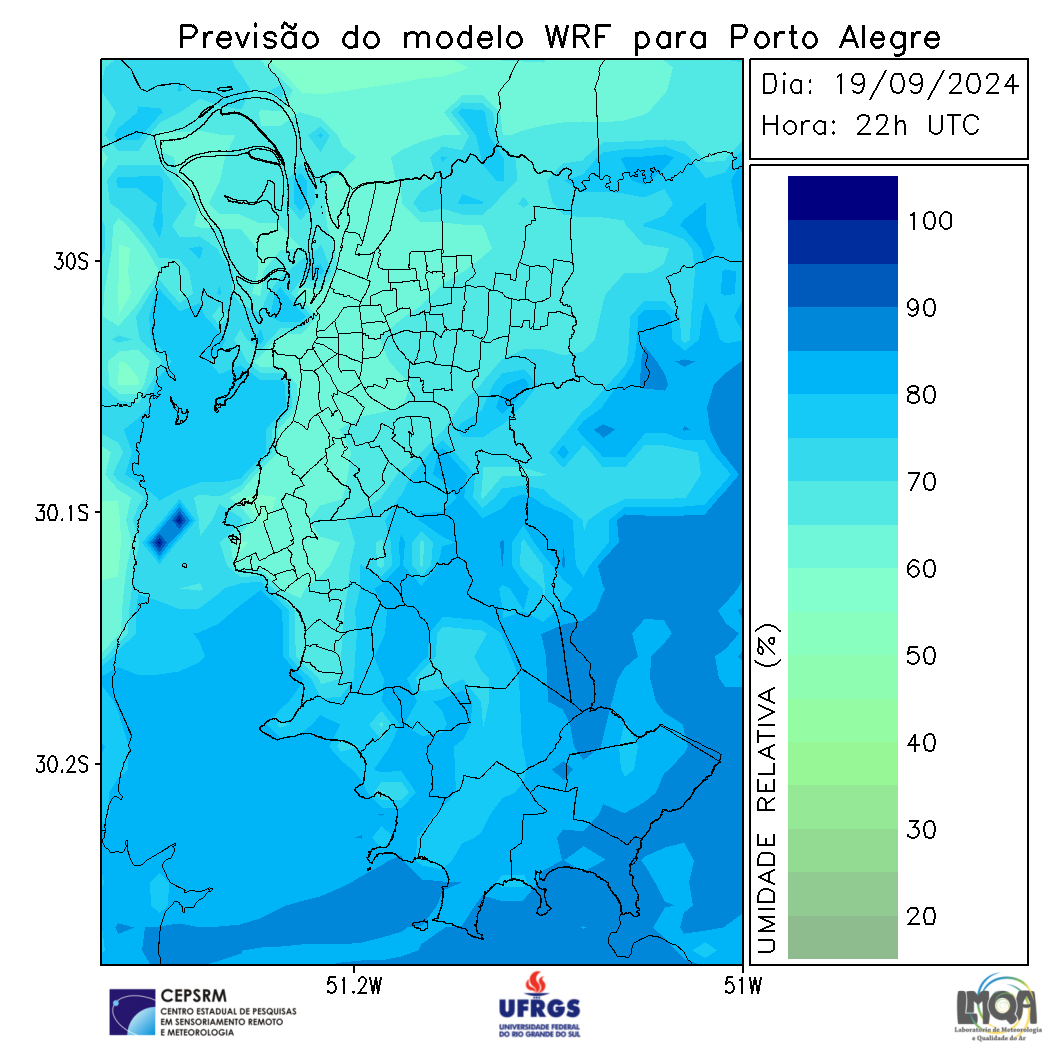 Previsão do modelo WRF para Porto Alegre
Dia: 19/09/2024
Hora: 22h UTC
100
90
80
70
60
50
40
30
20
UMIDADE RELATIVA (%)
30S
30.1S
30.2S
51.2W
51W
CEPSRM
CENTRO ESTADUAL DE PESQUISAS
EM SENSORIAMENTO REMOTO
E METEOROLOGIA
UFRGS
UNIVERSIDADE FEDERAL
DO RIO GRANDE DO SUL
LMQA
Laboratório de Meteorologia
e Qualidade do Ar